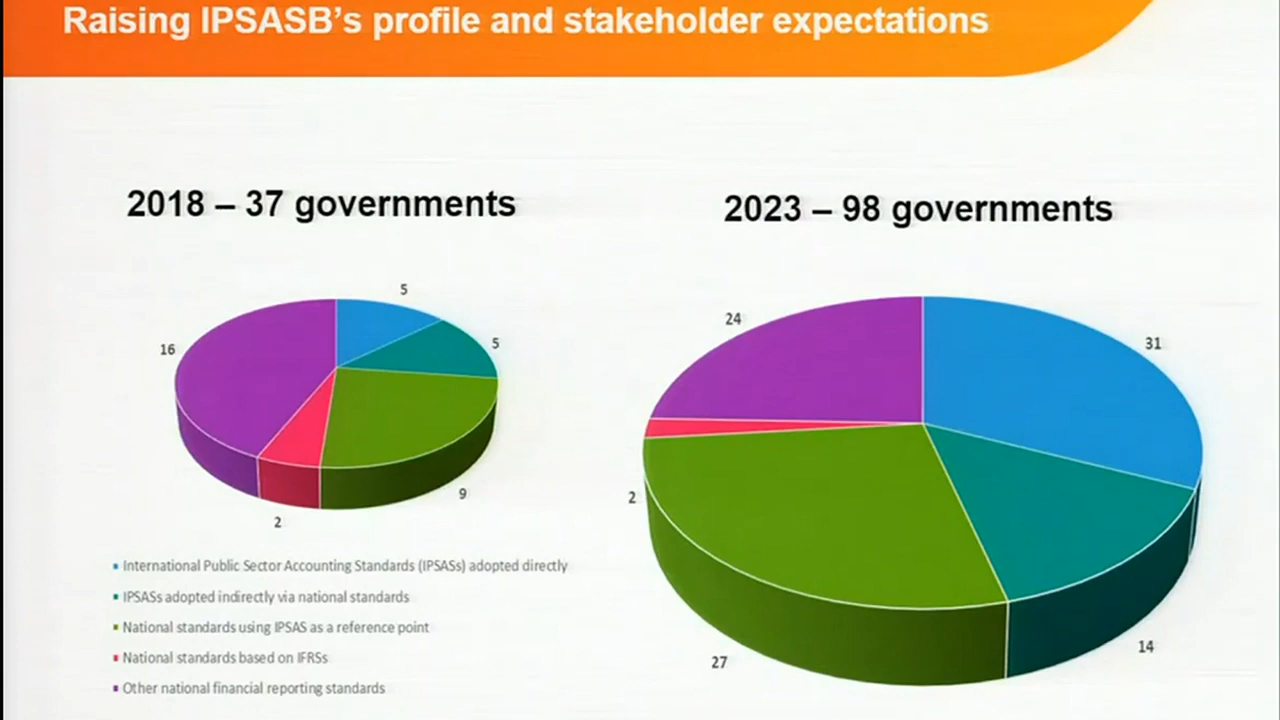 Raising IPSASB’s profile and stakeholder expectations
2018 – 37 governments
5
5
9
2
16
2023 – 98 governments
31
14
27
2
24
International Public Sector Accounting Standards (IPSASs) adopted directly
IPSASs adopted indirectly via national standards
National standards using IPSAS as a reference point
National standards based on IFRSs
Other national financial reporting standards